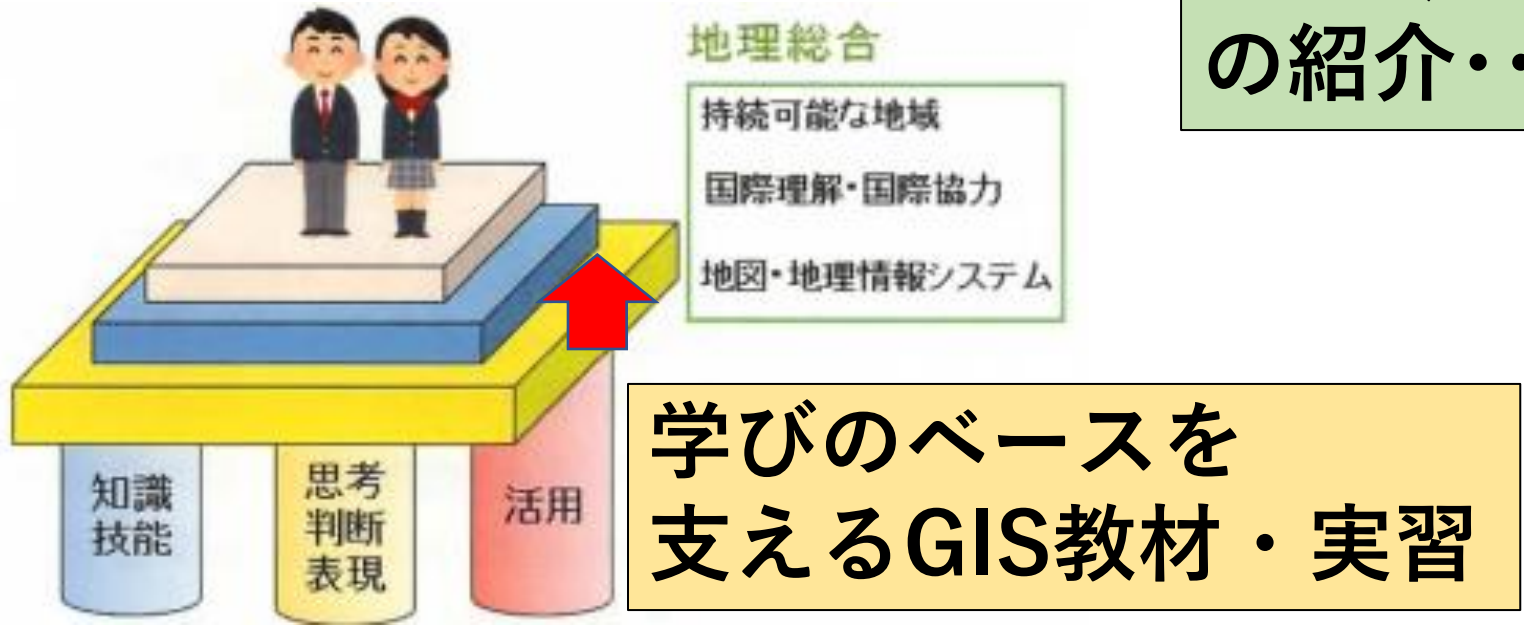 地理総合
の紹介・・
持続可能な地域
国際理解・国際協力
地図・地理情報システム
学びのベースを
支えるGIS教材・実習
知識
技能
思考
判断
表現
活用